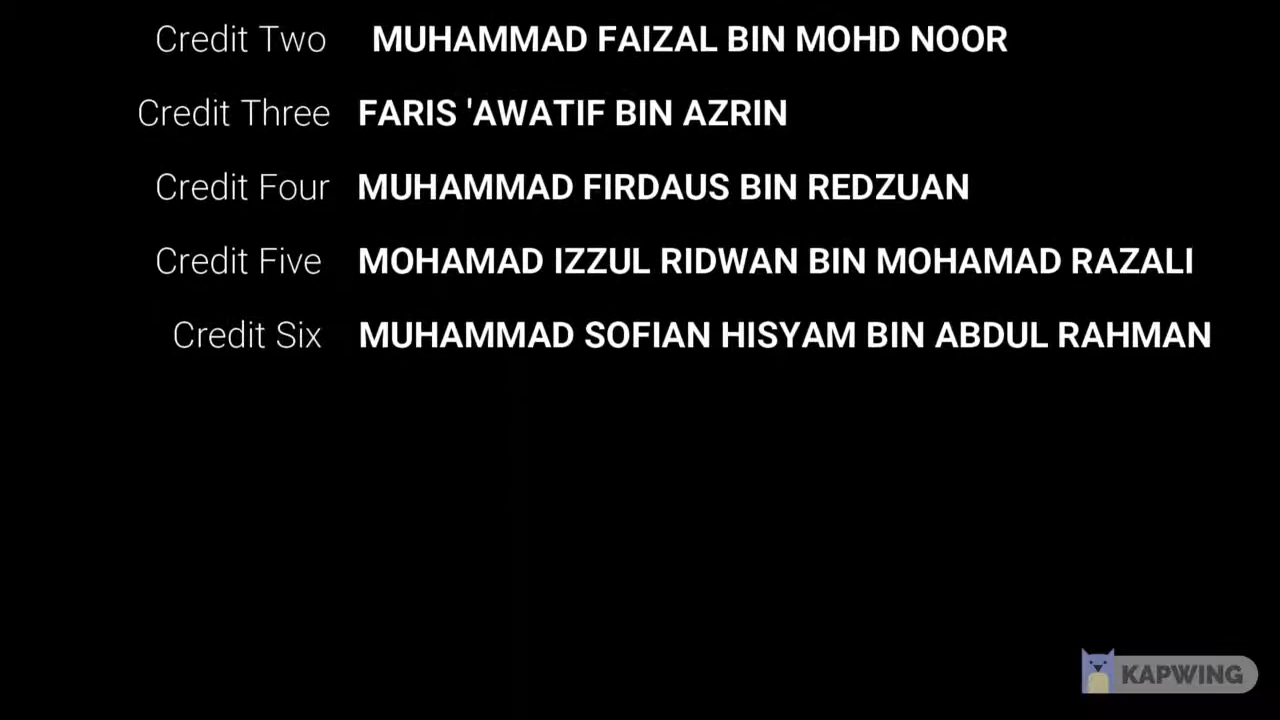 Credit Two MUHAMMAD FAIZAL BIN MOHD NOOR
Credit Three FARIS 'AWATIF BIN AZRIN
Credit Four MUHAMMAD FIRDAUS BIN REDZUAN
Credit Five MOHAMAD IZZUL RIDWAN BIN MOHAMAD RAZALI
Credit Six MUHAMMAD SOFIAN HISYAM BIN ABDUL RAHMAN
KAPWING